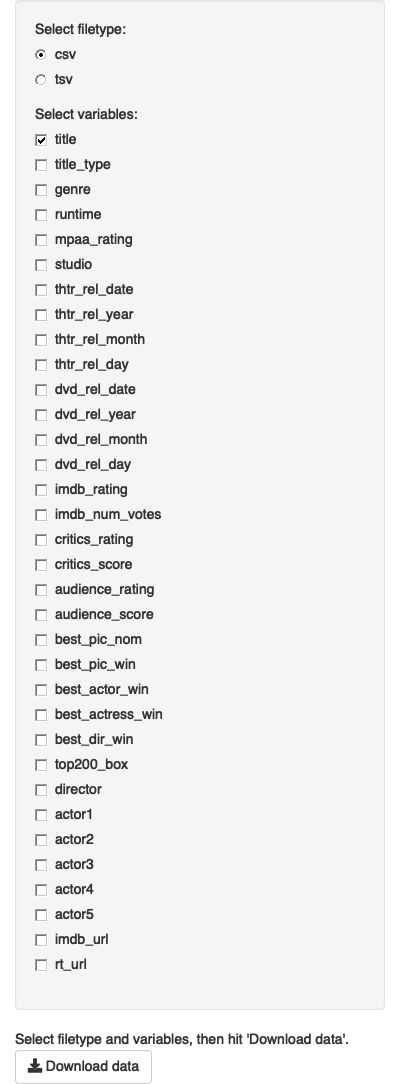 Select filetype:
csv
tsv
Select variables:
title
title_type
genre
runtime
mpaa_rating
studio
thtr_rel_date
thtr_rel_year
thtr_rel_month
thtr_rel_day
dvd_rel_date
dvd_rel_year
dvd_rel_month
dvd_rel_day
imdb_rating
imdb_num_votes
critics_rating
critics_score
audience_rating
audience_score
best_pic_nom
best_pic_win
best_actor_win
best_actress_win
best_dir_win
top200_box
director
actor1
actor2
actor3
actor4
actor5
imdb_url
rt_url
Select filetype and variables, then hit 'Download data'.
Download data